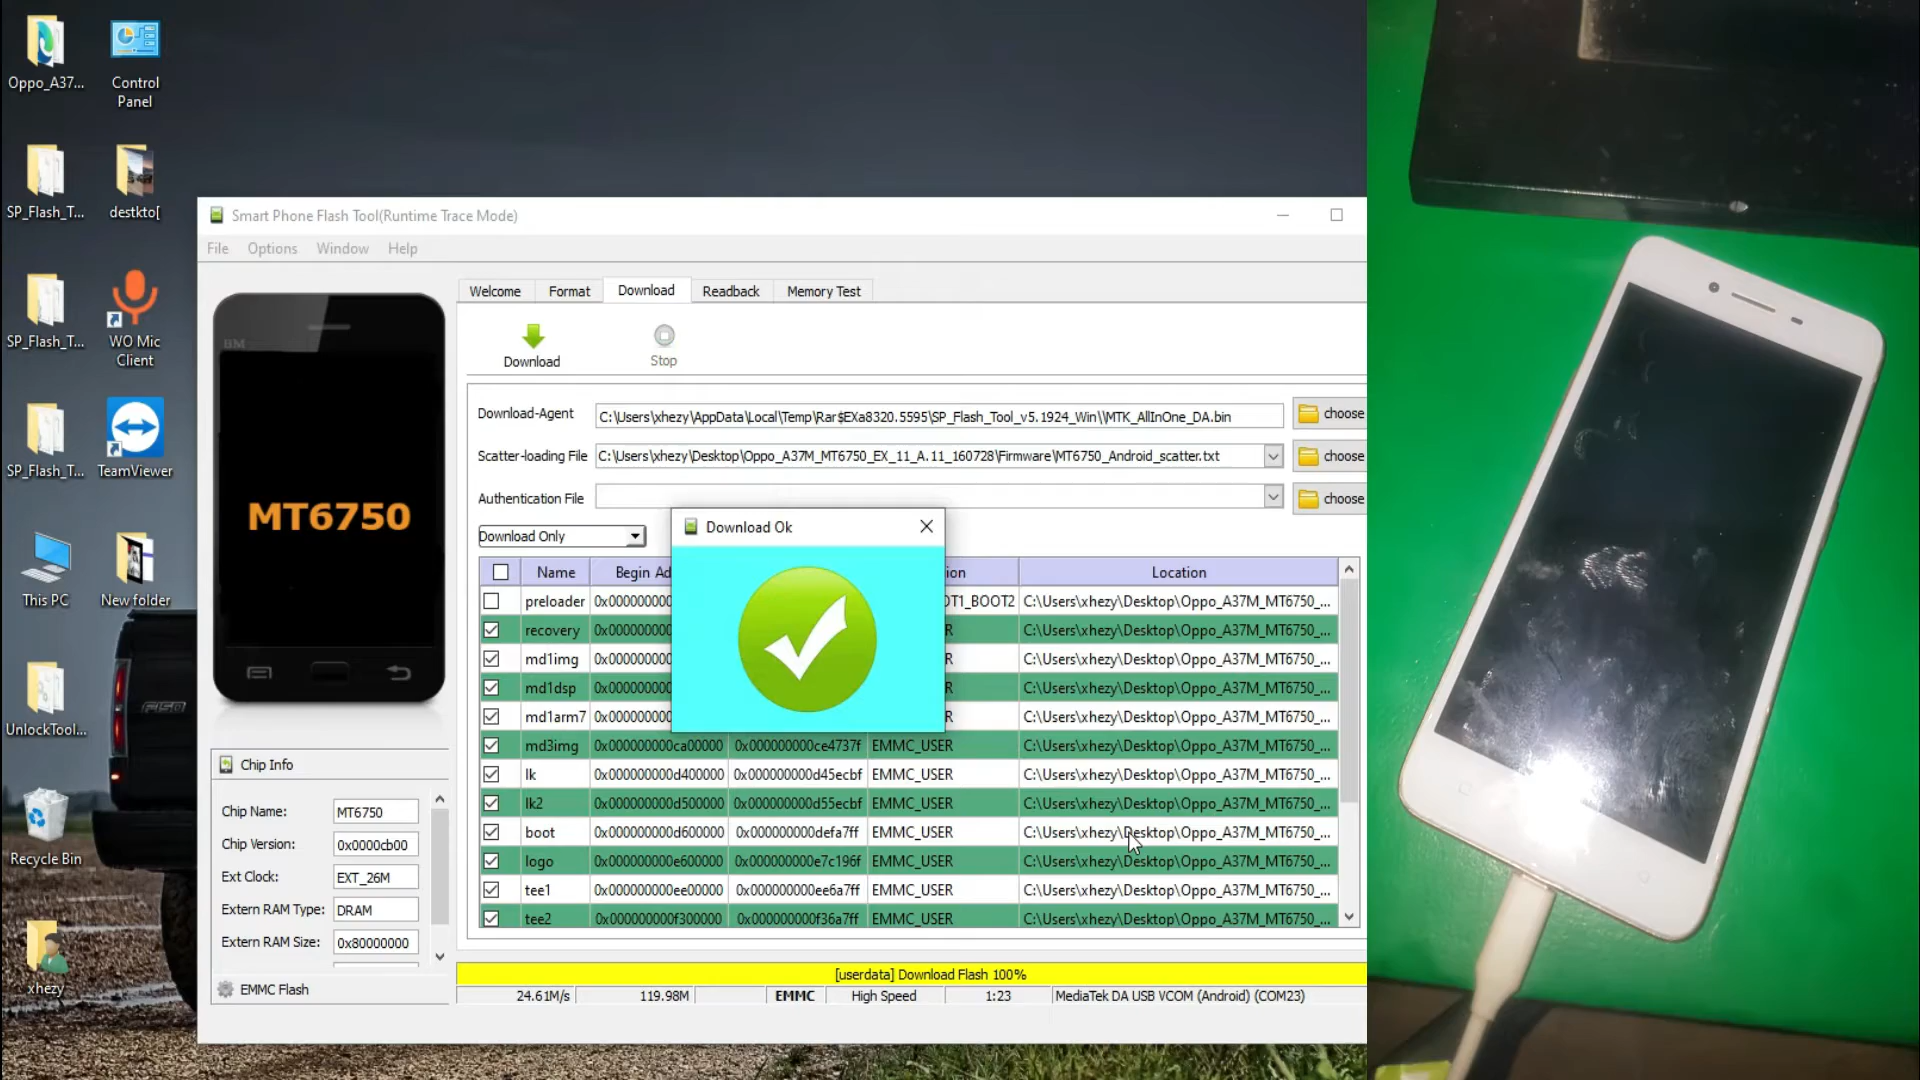 Oppo_A37...
Control
Panel
SP_Flash_T...
destkto[
SP_Flash_T...
WO Mic
Client
SP_Flash_T...
TeamViewer
This PC
New folder
UnlockTool...
Recycle Bin
xhezy
F150
Smart Phone Flash Tool(Runtime Trace Mode)
File Options Window Help
Welcome Format Download Readback Memory Test
Download Stop
BM
MT6750
Download-Agent C:\Users\xhezy\AppData\Local\Temp\Rar$EXa8320.5595\SP_Flash_Tool_v5.1924_Win\\MTK_AllInOne_DA.bin choose
Scatter-loading File C:\Users\xhezy\Desktop\Oppo_A37M_MT6750_EX_11_A.11_160728\Firmware\MT6750_Android_scatter.txt choose
Authentication File choose
Download Only
Download Ok
Name Begin Ad ion Location
preloader 0x000000000 OT1_BOOT2 C:\Users\xhezy\Desktop\Oppo_A37M_MT6750_...
recovery 0x000000000 R C:\Users\xhezy\Desktop\Oppo_A37M_MT6750_...
md1img 0x000000000 R C:\Users\xhezy\Desktop\Oppo_A37M_MT6750_...
md1dsp 0x000000000 R C:\Users\xhezy\Desktop\Oppo_A37M_MT6750_...
md1arm7 0x000000000 R C:\Users\xhezy\Desktop\Oppo_A37M_MT6750_...
md3img 0x000000000ca00000 0x000000000ce4737f EMMC_USER C:\Users\xhezy\Desktop\Oppo_A37M_MT6750_...
lk 0x000000000d400000 0x000000000d45ecbf EMMC_USER C:\Users\xhezy\Desktop\Oppo_A37M_MT6750_...
lk2 0x000000000d500000 0x000000000d55ecbf EMMC_USER C:\Users\xhezy\Desktop\Oppo_A37M_MT6750_...
boot 0x000000000d600000 0x000000000defa7ff EMMC_USER C:\Users\xhezy\Desktop\Oppo_A37M_MT6750_...
logo 0x000000000e600000 0x000000000e7c196f EMMC_USER C:\Users\xhezy\Desktop\Oppo_A37M_MT6750_...
tee1 0x000000000ee00000 0x000000000ee6a7ff EMMC_USER C:\Users\xhezy\Desktop\Oppo_A37M_MT6750_...
tee2 0x000000000f300000 0x000000000f36a7ff EMMC_USER C:\Users\xhezy\Desktop\Oppo_A37M_MT6750_...
Chip Info
Chip Name: MT6750
Chip Version: 0x0000cb00
Ext Clock: EXT_26M
Extern RAM Type: DRAM
Extern RAM Size: 0x80000000
EMMC Flash
[userdata] Download Flash 100%
24.61M/s 119.98M EMMC High Speed 1:23 MediaTek DA USB VCOM (Android) (COM23)